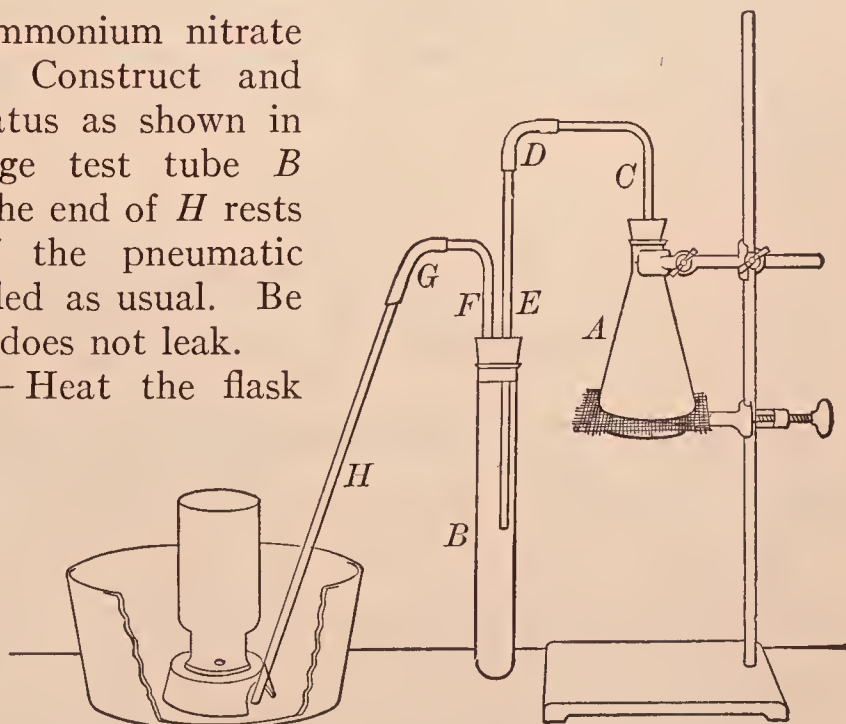 mmonium nitrate
Construct and
atus as shown in
ge test tube B
he end of H rests
the pneumatic
led as usual. Be
does not leak.
– Heat the flask
D
C
G
F
E
A
H
B